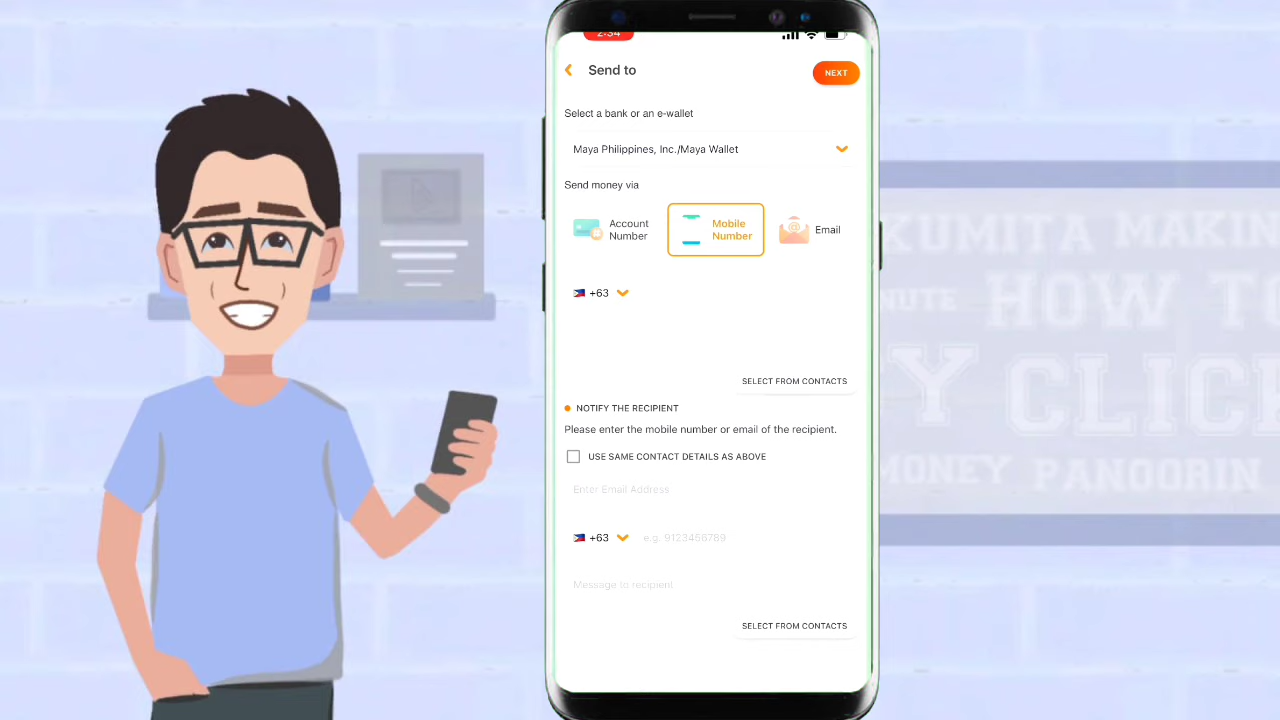 2:34
Send to
NEXT
Select a bank or an e-wallet
Maya Philippines, Inc./Maya Wallet
Send money via
Account
Number
Mobile
Number
Email
+63
SELECT FROM CONTACTS
NOTIFY THE RECIPIENT
Please enter the mobile number or email of the recipient.
USE SAME CONTACT DETAILS AS ABOVE
Enter Email Address
+63
e.g. 9123456789
Message to recipient
SELECT FROM CONTACTS
HOW TO
CLICK
PANOORIN